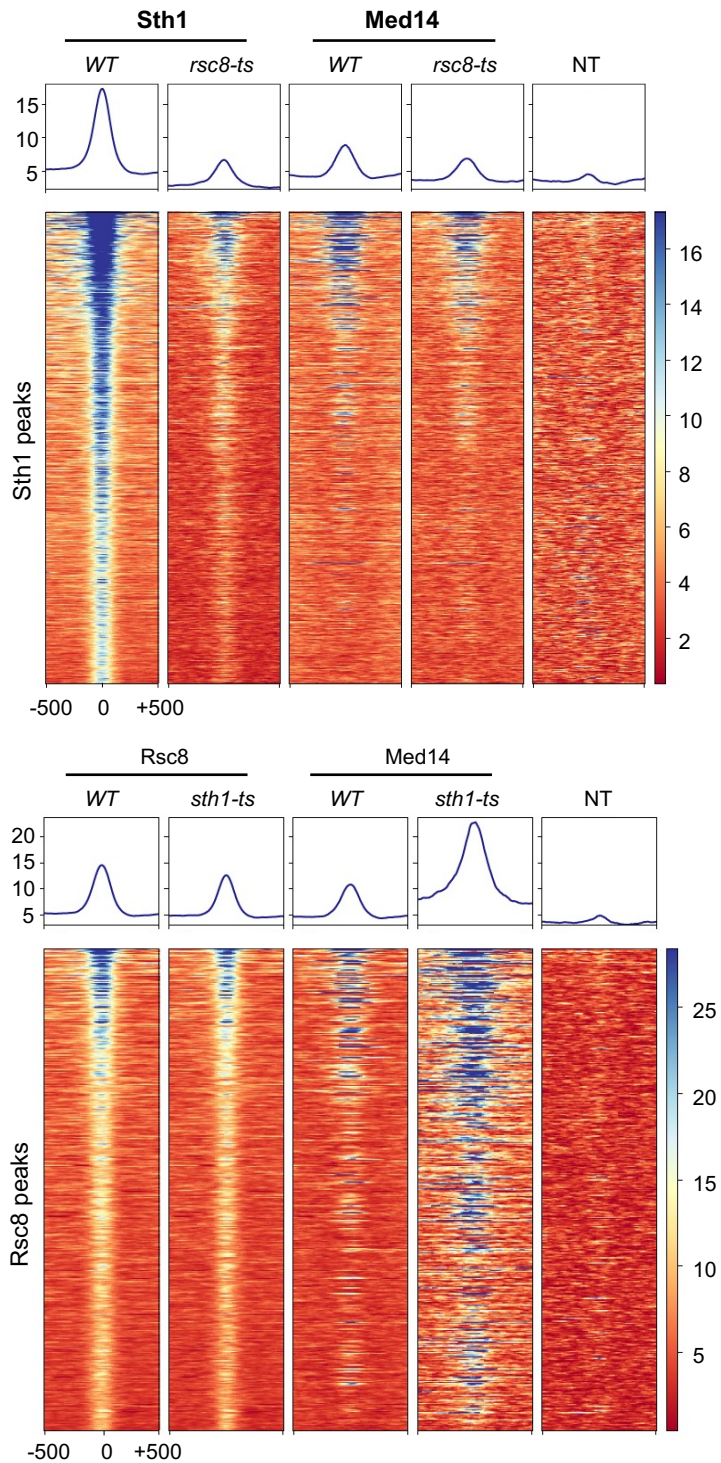 Sth1 Med14
WT rsc8-ts WT rsc8-ts NT
15
10
5
16
14
12
10
8
6
4
2
Sth1 peaks
-500 0 +500
Rsc8 Med14
WT sth1-ts WT sth1-ts NT
20
15
10
5
25
20
15
10
5
Rsc8 peaks
-500 0 +500